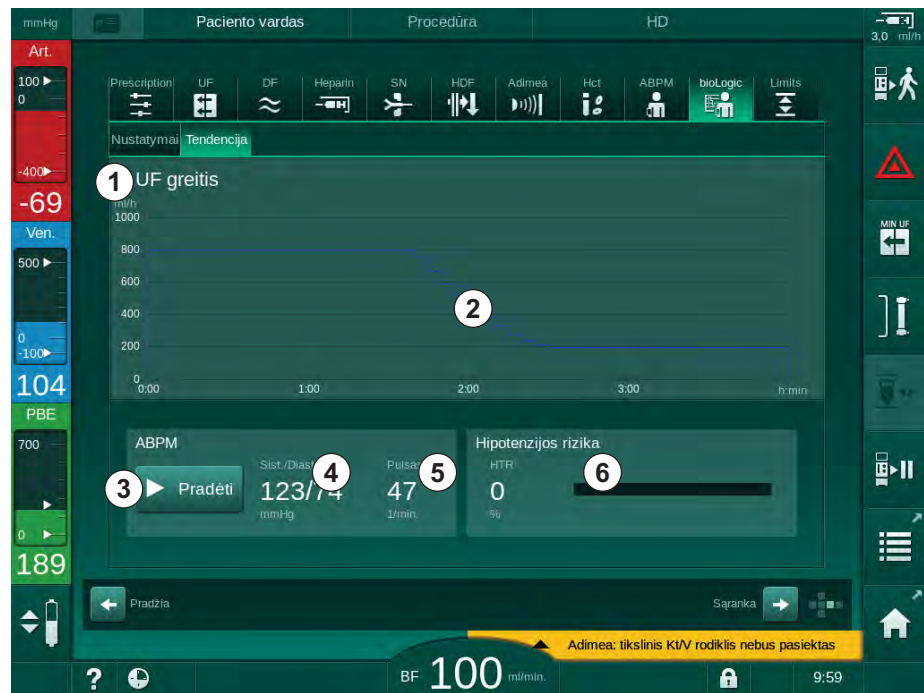 mmHg
Paciento vardas
Procedūra
HD
3,0 ml/h
Art.
100
0
-400
-69
Ven.
500
0
-100
104
PBE
700
0
189
Prescription UF DF Heparin SN HDF Adimea Hct ABPM bioLogic Limits
Nustatymai Tendencija
1 UF greitis
ml/h
1000
800
600
400
200
0
2
0:00 1:00 2:00 3:00 h:min
ABPM
3 Pradėti
Sist./Diast. 4
123/74
mmHg
Pulsas 5
47
1/min.
Hipotenzijos rizika
HTR
0
%
6
MIN UF
Pradžia
Sąranka
Adimea: tikslinis Kt/V rodiklis nebus pasiektas
? BF 100 ml/min. 9:59